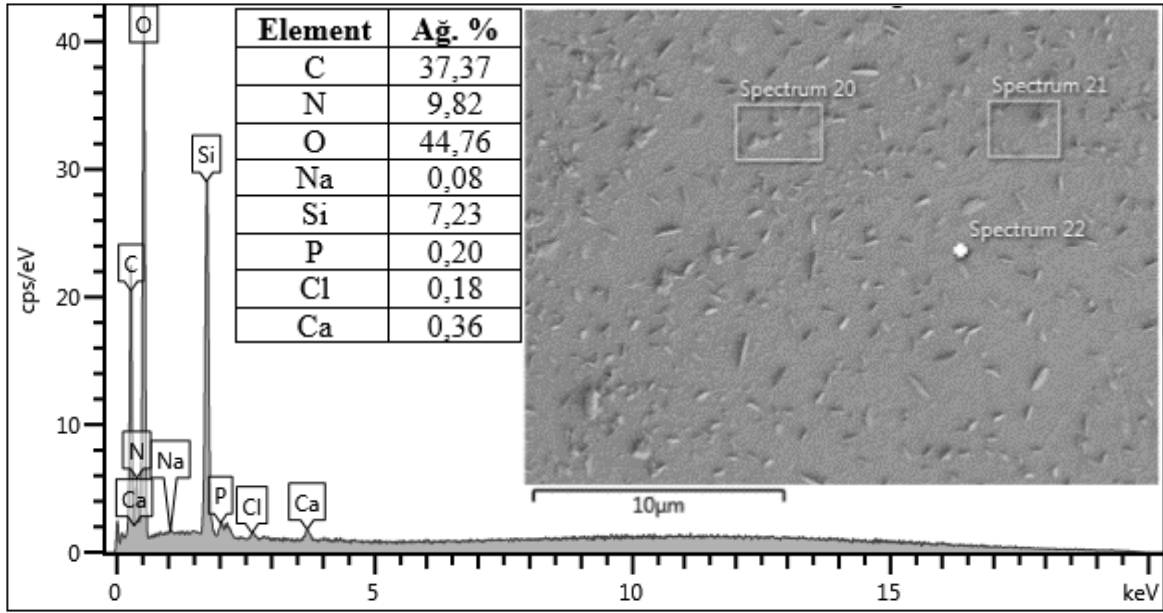 Element Ağ. %
C 37,37
N 9,82
O 44,76
Na 0,08
Si 7,23
P 0,20
Cl 0,18
Ca 0,36
Spectrum 20
Spectrum 21
Spectrum 22
10µm
cps/eV
40
30
20
10
0
O
Si
C
N
Ca
Na
P
Cl
Ca
0
5
10
15
keV